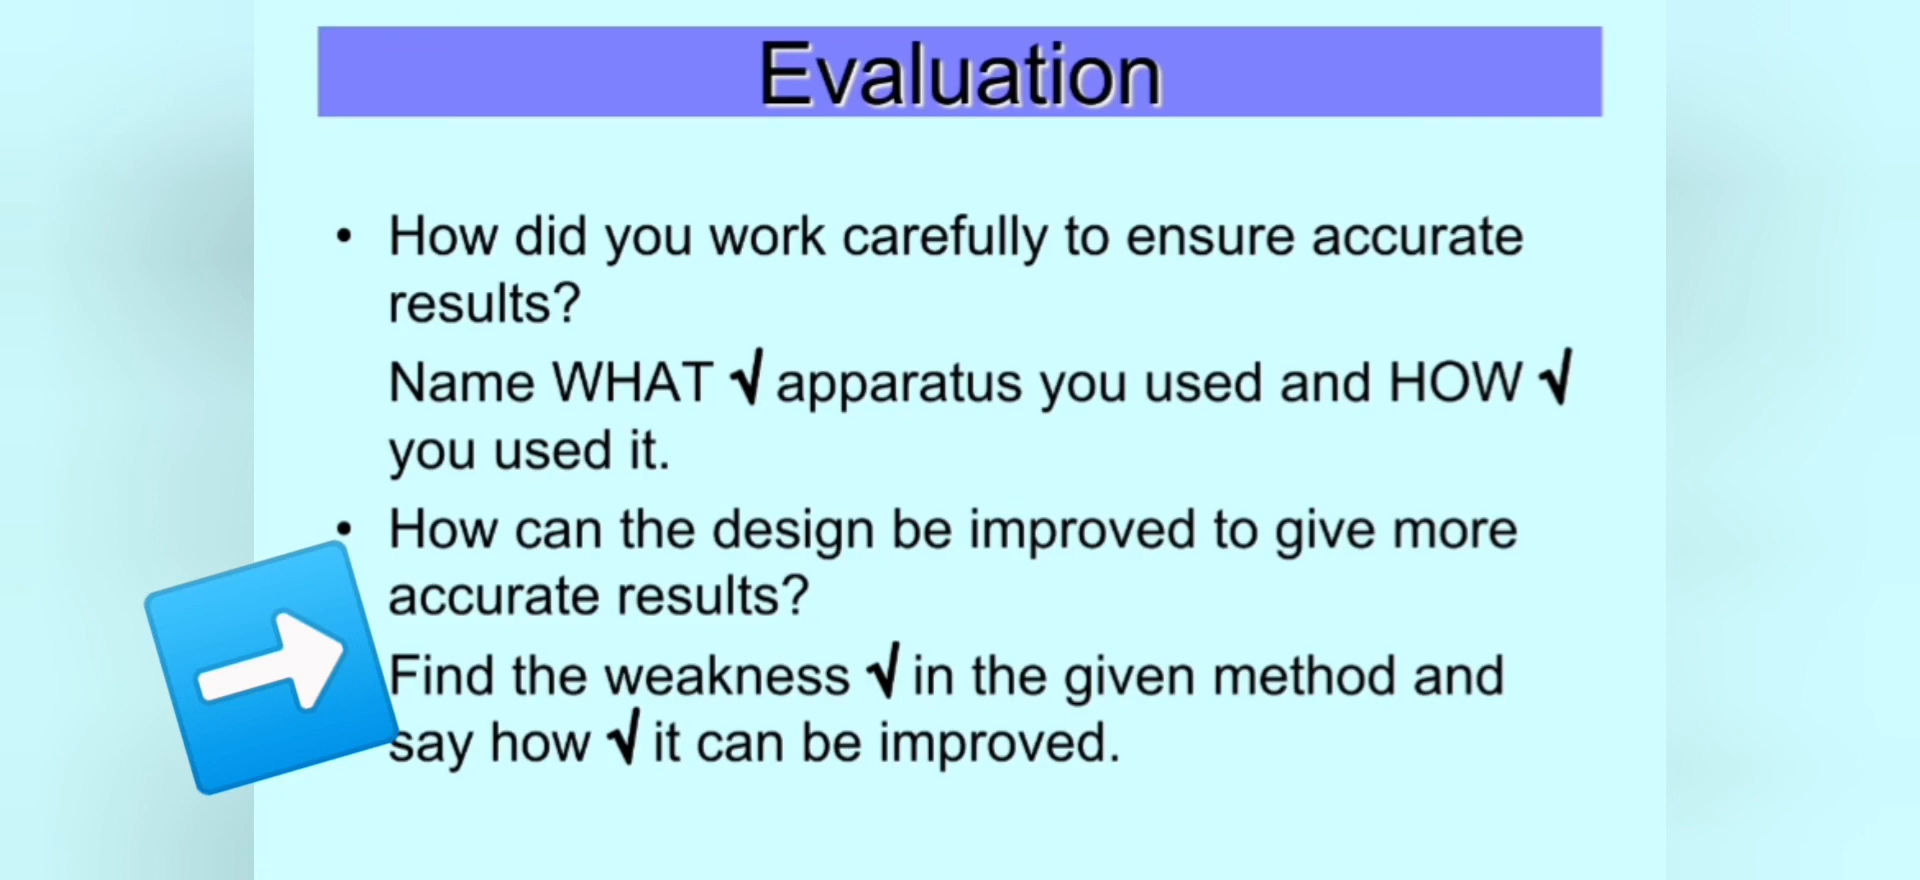 Evaluation
• How did you work carefully to ensure accurate
results?
Name WHAT √ apparatus you used and HOW √
you used it.
• How can the design be improved to give more
accurate results?
Find the weakness √ in the given method and
say how √ it can be improved.